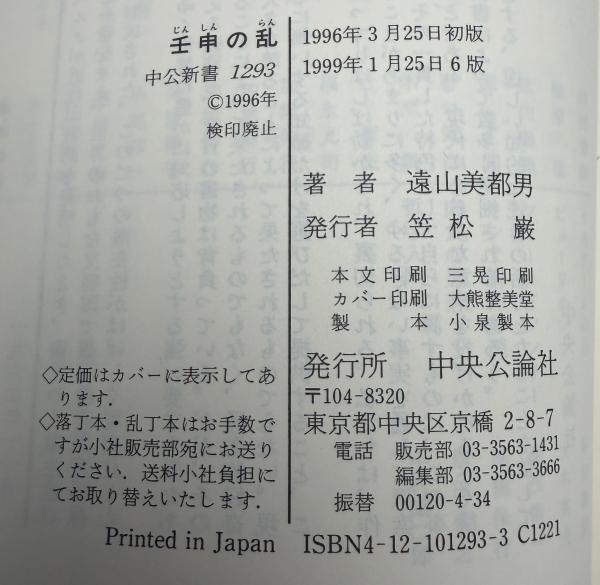 じん しん らん
壬申の乱
中公新書 1293
©1996年
検印廃止
◇定価はカバーに表示してあ
ります.
◇落丁本・乱丁本はお手数で
すが小社販売部宛にお送り
ください. 送料小社負担に
てお取り替えいたします.
Printed in Japan
1996年3月25日初版
1999年1月25日6版
著者 遠山美都男
発行者 笠松 巌
本文印刷 三晃印刷
カバー印刷 大熊整美堂
製本 小泉製本
発行所 中央公論社
〒104-8320
東京都中央区京橋 2-8-7
電話 販売部 03-3563-1431
編集部 03-3563-3666
振替 00120-4-34
ISBN4-12-101293-3 C1221